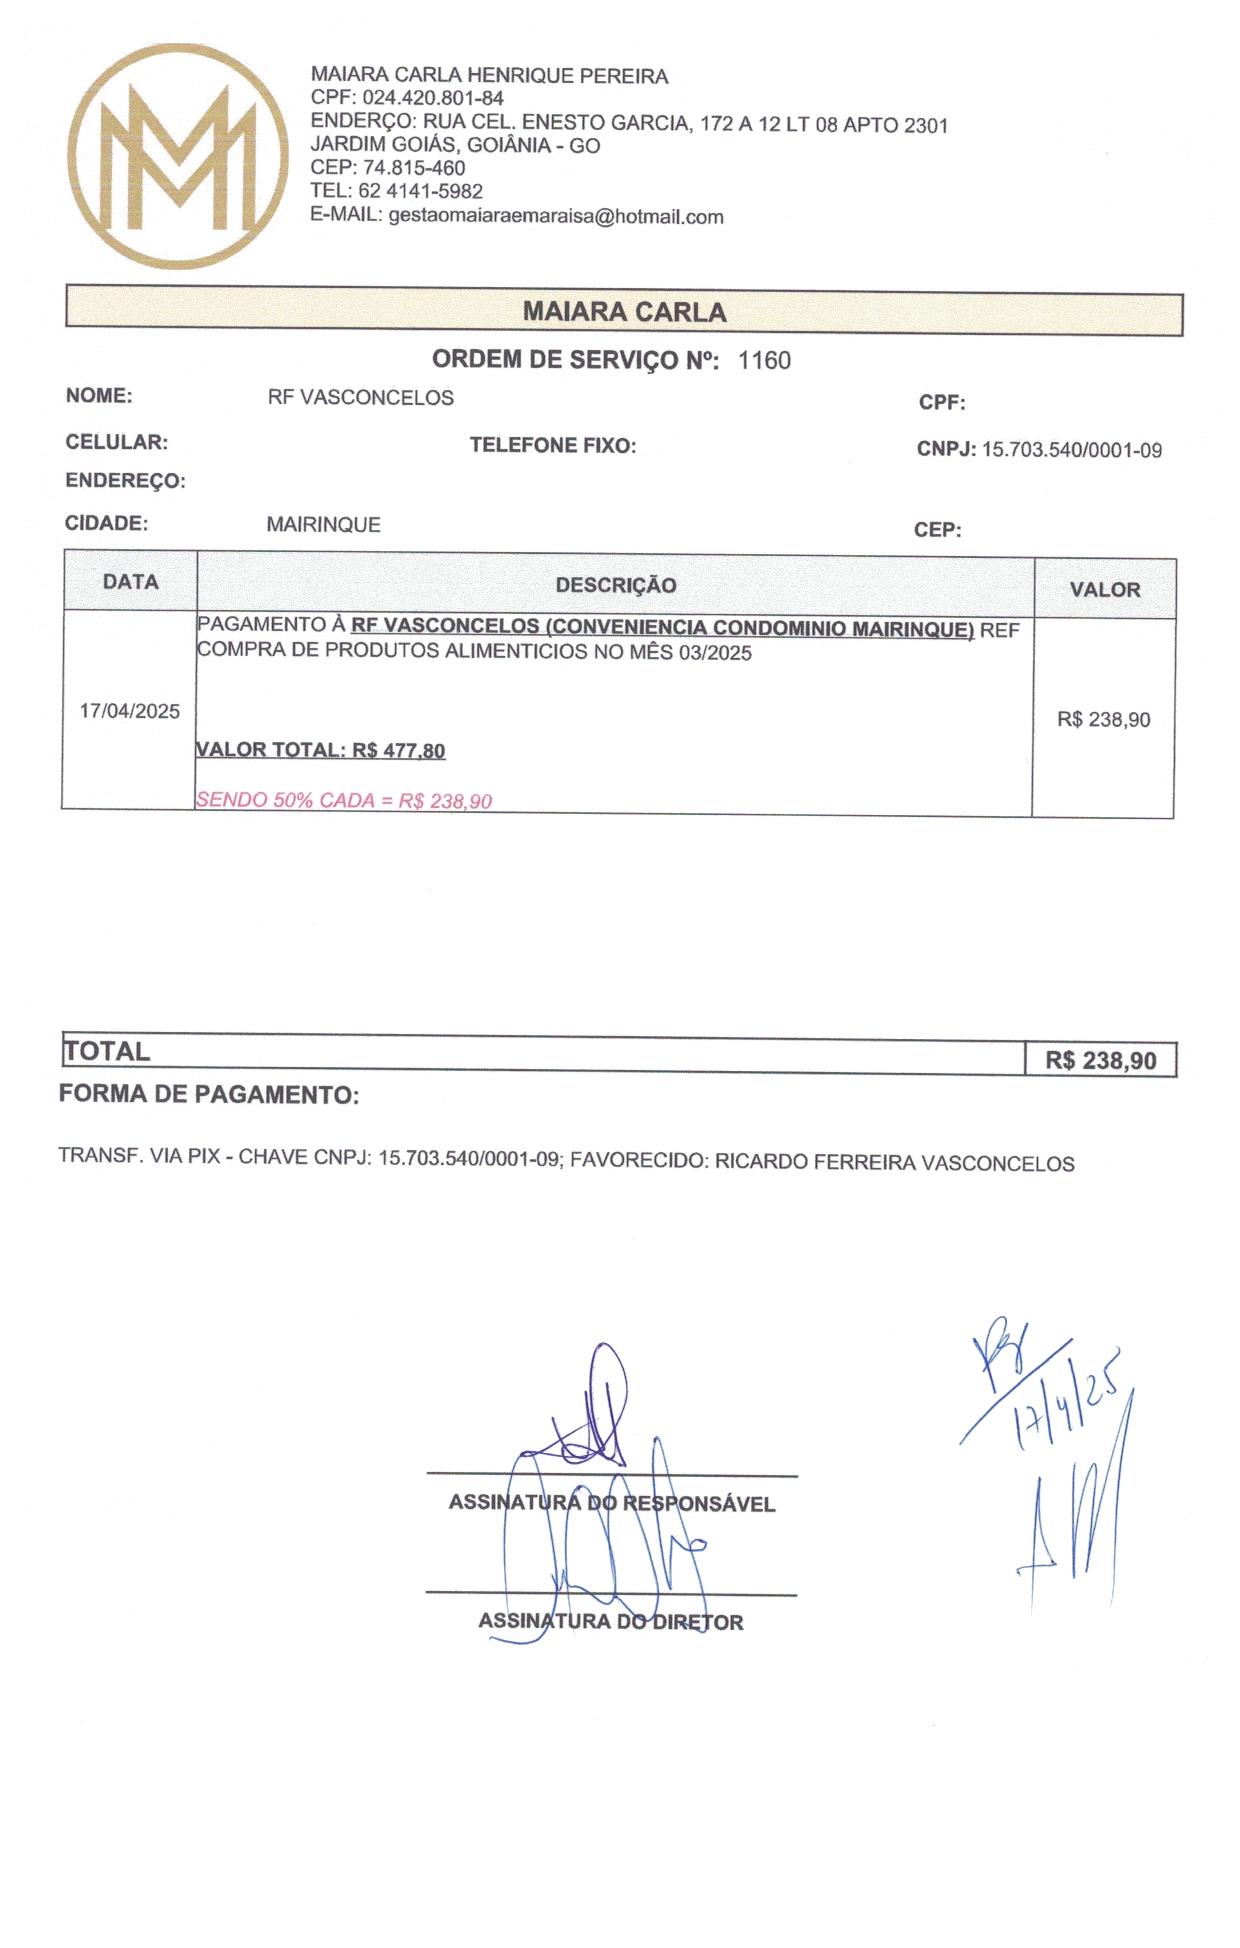 MAIARA CARLA HENRIQUE PEREIRA
CPF: 024.420.801-84
ENDERÇO: RUA CEL. ENESTO GARCIA, 172 A 12 LT 08 APTO 2301
JARDIM GOIÁS, GOIÂNIA - GO
CEP: 74.815-460
TEL: 62 4141-5982
E-MAIL: gestaomaiaraemaraisa@hotmail.com
MAIARA CARLA
ORDEM DE SERVIÇO Nº: 1160
NOME: RF VASCONCELOS CPF:
CELULAR: TELEFONE FIXO: CNPJ: 15.703.540/0001-09
ENDEREÇO:
CIDADE: MAIRINQUE CEP:
DATA DESCRIÇÃO VALOR
PAGAMENTO À RF VASCONCELOS (CONVENIENCIA CONDOMINIO MAIRINQUE) REF
COMPRA DE PRODUTOS ALIMENTICIOS NO MÊS 03/2025
17/04/2025 R$ 238,90
VALOR TOTAL: R$ 477,80
SENDO 50% CADA = R$ 238,90
TOTAL R$ 238,90
FORMA DE PAGAMENTO:
TRANSF. VIA PIX - CHAVE CNPJ: 15.703.540/0001-09; FAVORECIDO: RICARDO FERREIRA VASCONCELOS
17/4/25
ASSINATURA DO RESPONSÁVEL
ASSINATURA DO DIRETOR